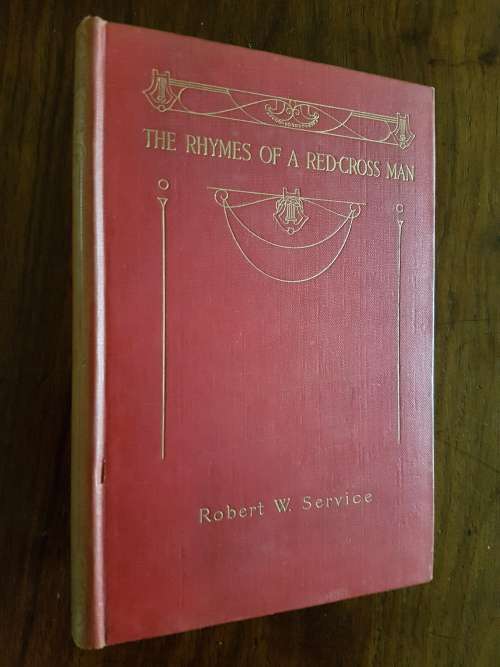 THE RHYMES OF A RED-CROSS MAN
Robert W. Service